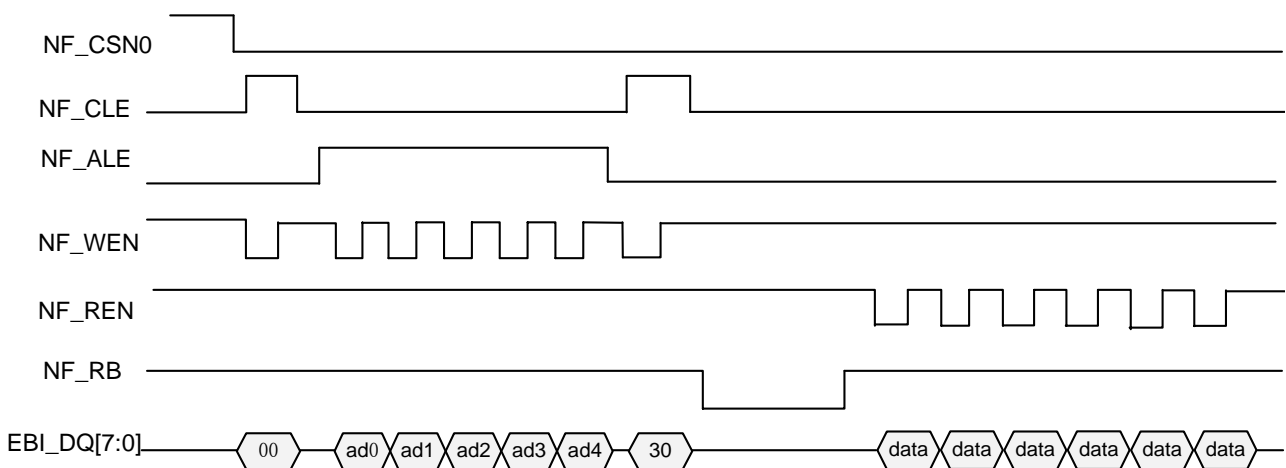 NF_CSN0
NF_CLE
NF_ALE
NF_WEN
NF_REN
NF_RB
EBI_DQ[7:0] 00 ad0 ad1 ad2 ad3 ad4 30 data data data data data data